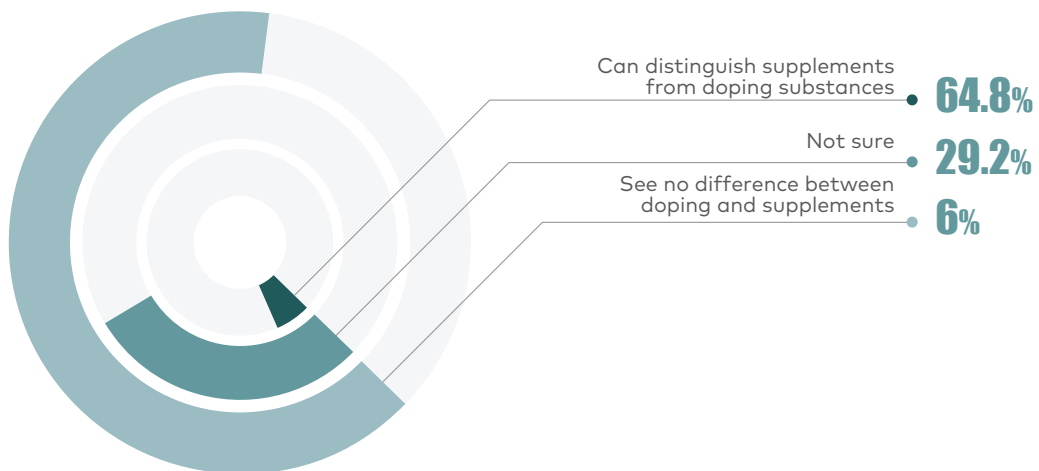 Can distinguish supplements
from doping substances
64.8%
Not sure
29.2%
See no difference between
doping and supplements
6%